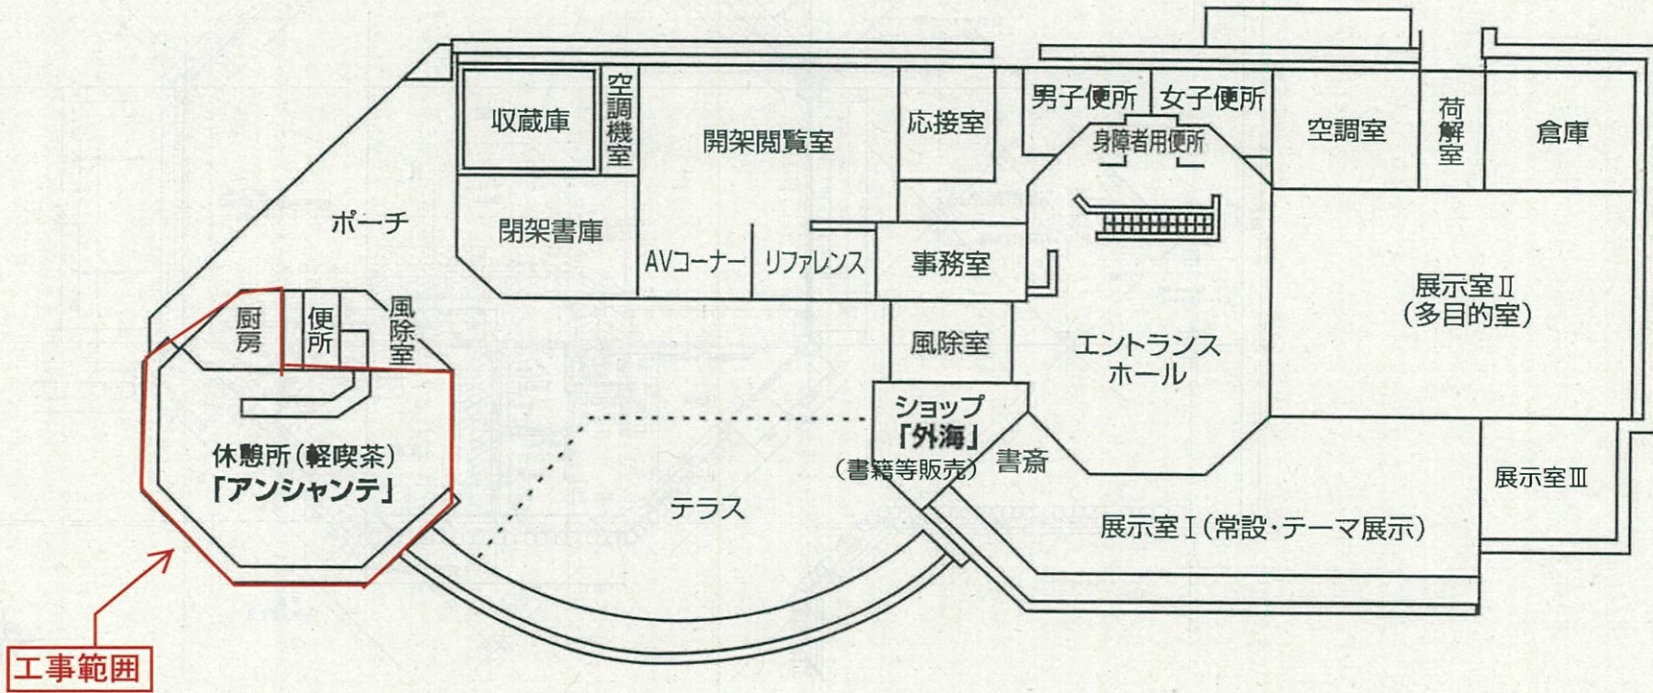 収蔵庫
空調機室
開架閲覧室
応接室
男子便所
女子便所
身障者用便所
空調室
荷解室
倉庫
ポーチ
閉架書庫
AVコーナー
リファレンス
事務室
展示室Ⅱ
(多目的室)
厨房
便所
風除室
風除室
エントランス
ホール
ショップ
「外海」
(書籍等販売)
書斎
休憩所(軽喫茶)
「アンシャンテ」
テラス
展示室Ⅰ(常設・テーマ展示)
展示室Ⅲ
工事範囲